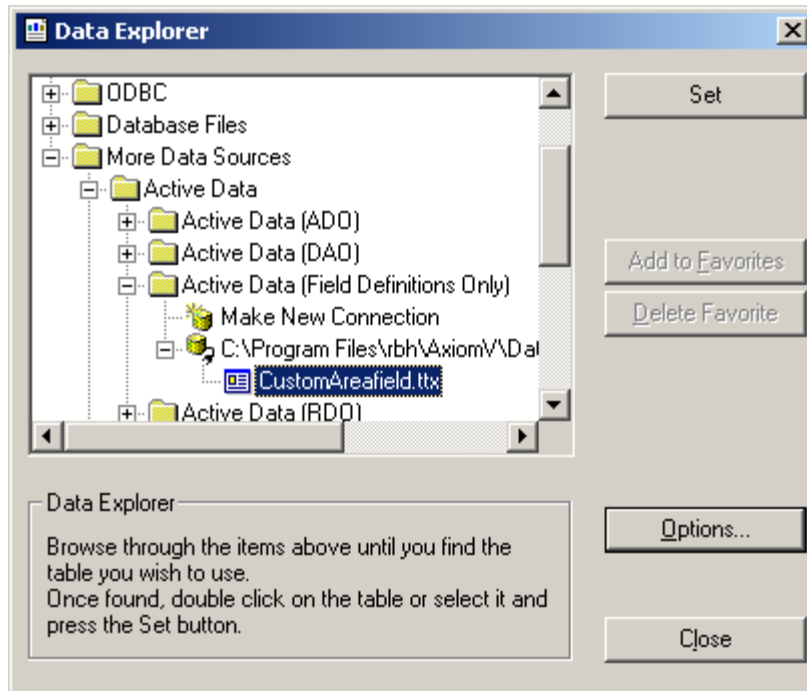 Data Explorer
ODBC
Database Files
More Data Sources
Active Data
Active Data (ADO)
Active Data (DAO)
Active Data (Field Definitions Only)
Make New Connection
C:\Program Files\rbh\AxiomV\Dat
CustomAreafield.ttx
Active Data (RDO)
Set
Add to Favorites
Delete Favorite
Data Explorer
Browse through the items above until you find the
table you wish to use.
Once found, double click on the table or select it and
press the Set button.
Options...
Close